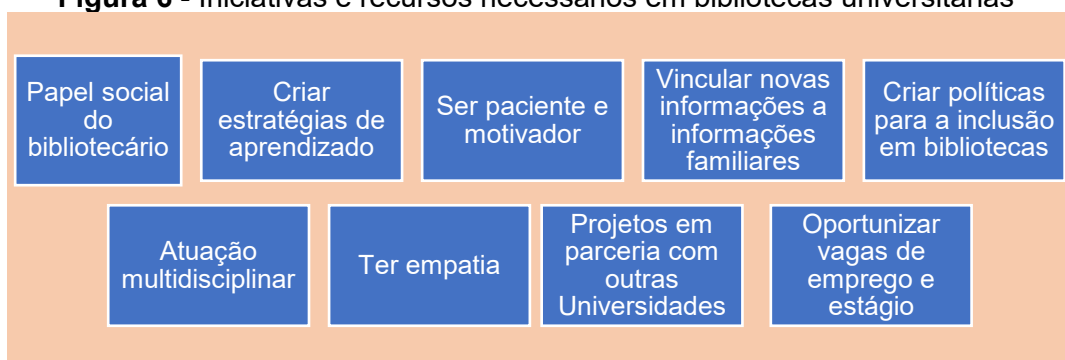 Figura 6 - Iniciativas e recursos necessários em bibliotecas universitárias
Papel social
do
bibliotecário
Criar
estratégias de
aprendizado
Ser paciente e
motivador
Vincular novas
informações a
informações
familiares
Criar políticas
para a inclusão
em bibliotecas
Atuação
multidisciplinar
Ter empatia
Projetos em
parceria com
outras
Universidades
Oportunizar
vagas de
emprego e
estágio